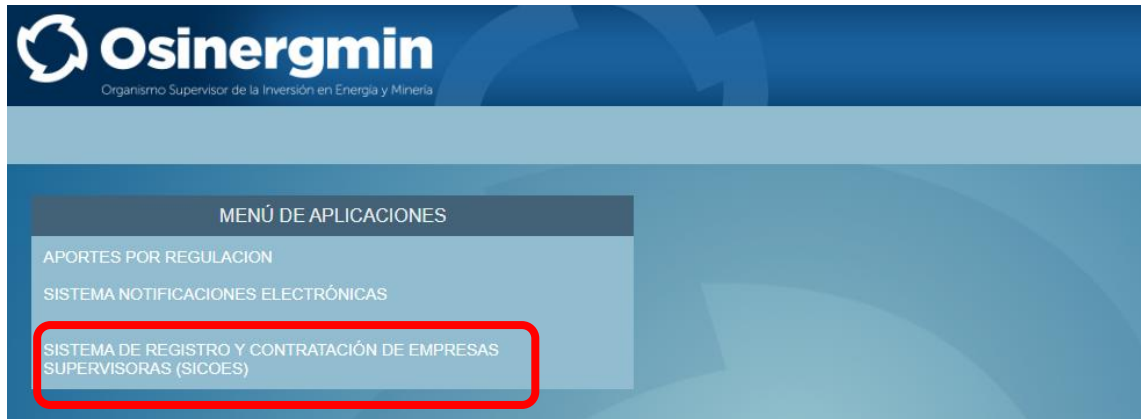 Osinergmin
Organismo Supervisor de la Inversión en Energía y Minería
MENÚ DE APLICACIONES
APORTES POR REGULACION
SISTEMA NOTIFICACIONES ELECTRÓNICAS
SISTEMA DE REGISTRO Y CONTRATACIÓN DE EMPRESAS
SUPERVISORAS (SICOES)